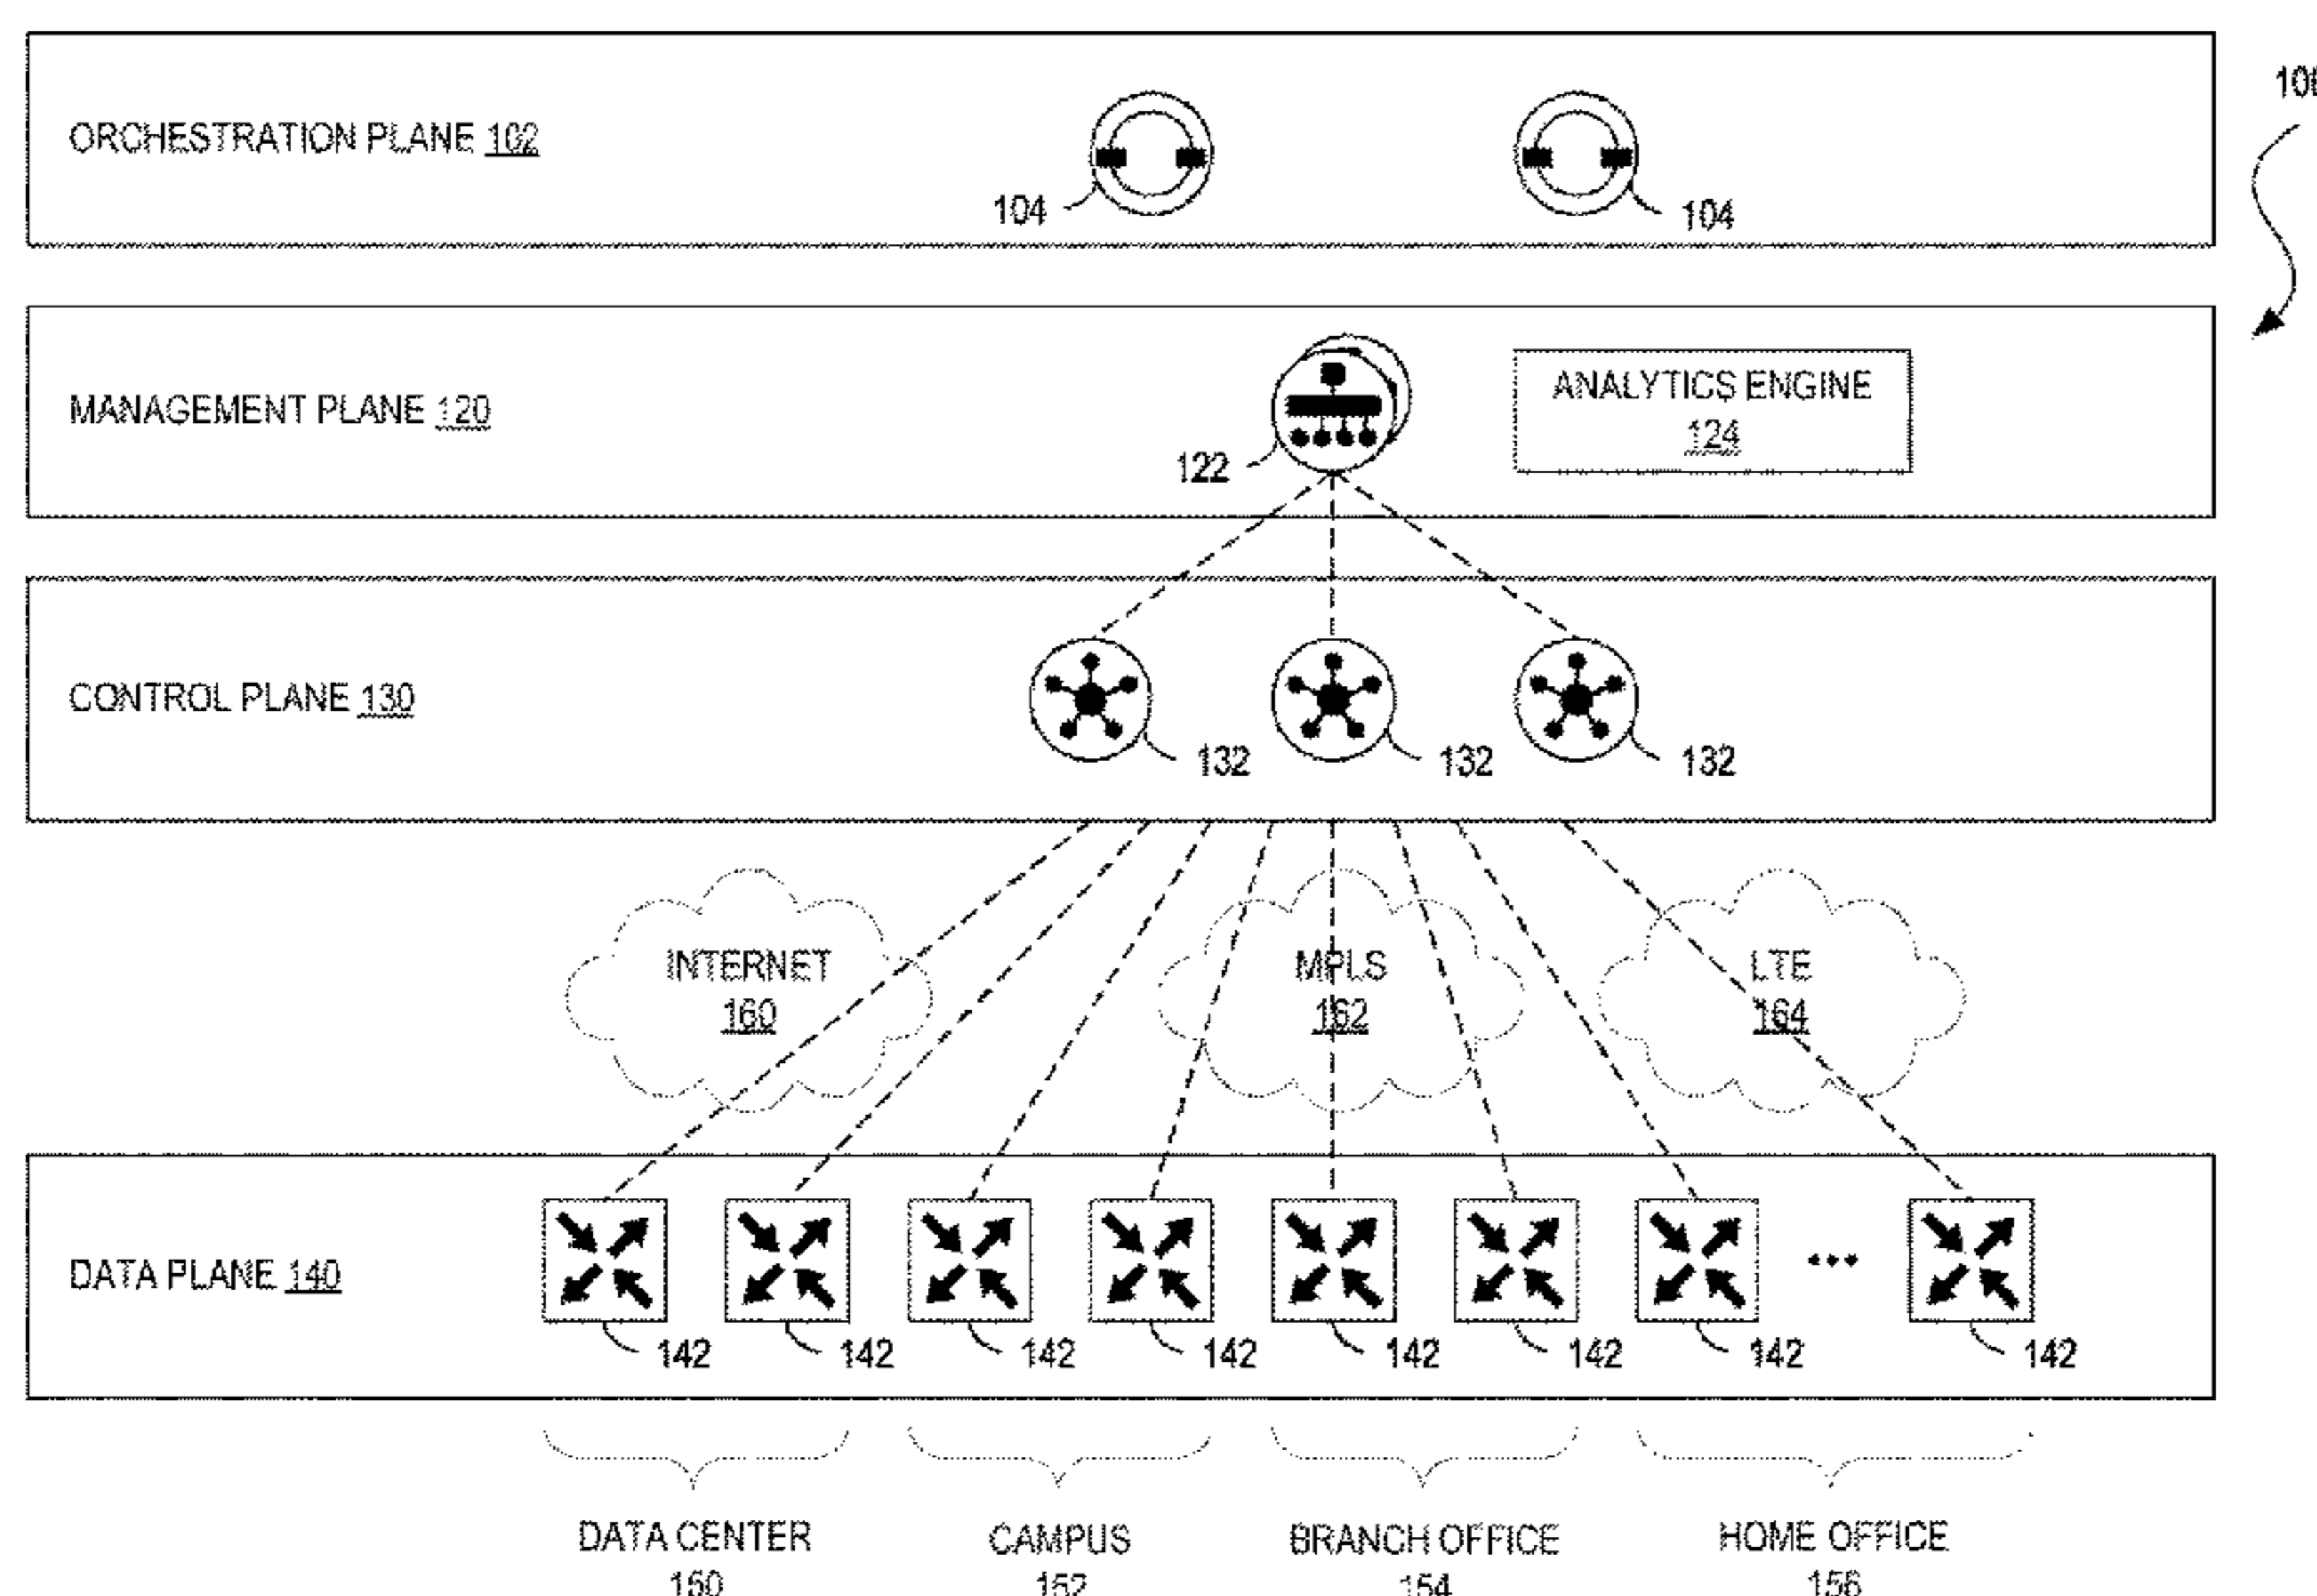 100
ORCHESTRATION PLANE 102
104
104
MANAGEMENT PLANE 120
ANALYTICS ENGINE
124
122
CONTROL PLANE 130
132
132
132
INTERNET
160
MPLS
162
LTE
164
DATA PLANE 140
142
142
142
142
142
142
142
...
142
DATA CENTER
150
CAMPUS
152
BRANCH OFFICE
154
HOME OFFICE
156